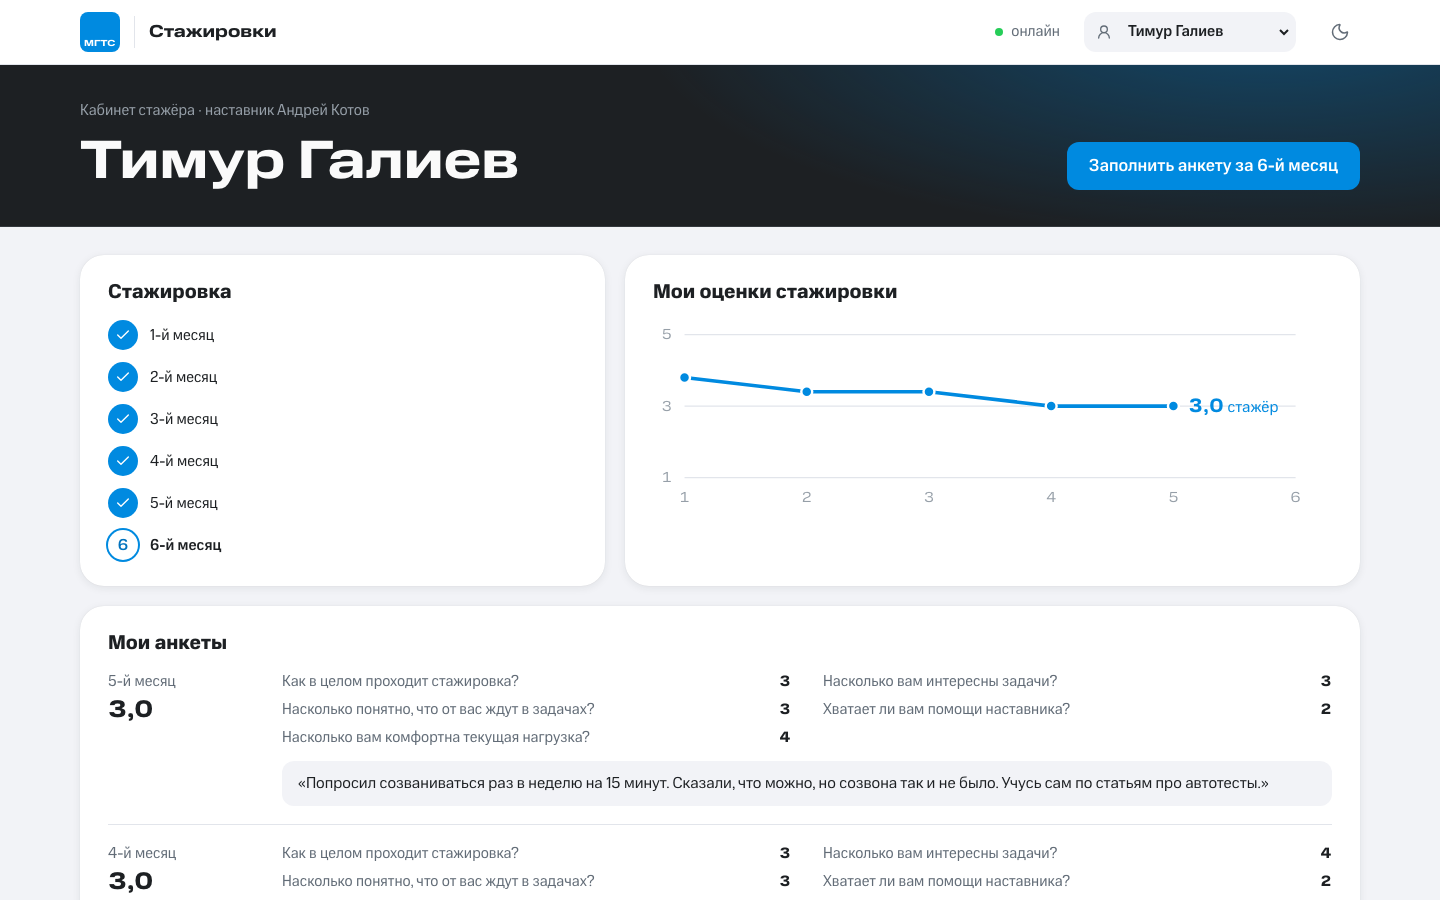 МГТС
Стажировки
онлайн
Тимур Галиев
Кабинет стажёра · наставник Андрей Котов
Тимур Галиев
Заполнить анкету за 6-й месяц
Стажировка
1-й месяц
2-й месяц
3-й месяц
4-й месяц
5-й месяц
6 6-й месяц
Мои оценки стажировки
5
3
1
3,0 стажёр
1 2 3 4 5 6
Мои анкеты
5-й месяц
3,0
Как в целом проходит стажировка? 3
Насколько вам интересны задачи? 3
Насколько понятно, что от вас ждут в задачах? 3
Хватает ли вам помощи наставника? 2
Насколько вам комфортна текущая нагрузка? 4
«Попросил созваниваться раз в неделю на 15 минут. Сказали, что можно, но созвона так и не было. Учусь сам по статьям про автотесты.»
4-й месяц
3,0
Как в целом проходит стажировка? 3
Насколько вам интересны задачи? 4
Насколько понятно, что от вас ждут в задачах? 3
Хватает ли вам помощи наставника? 2